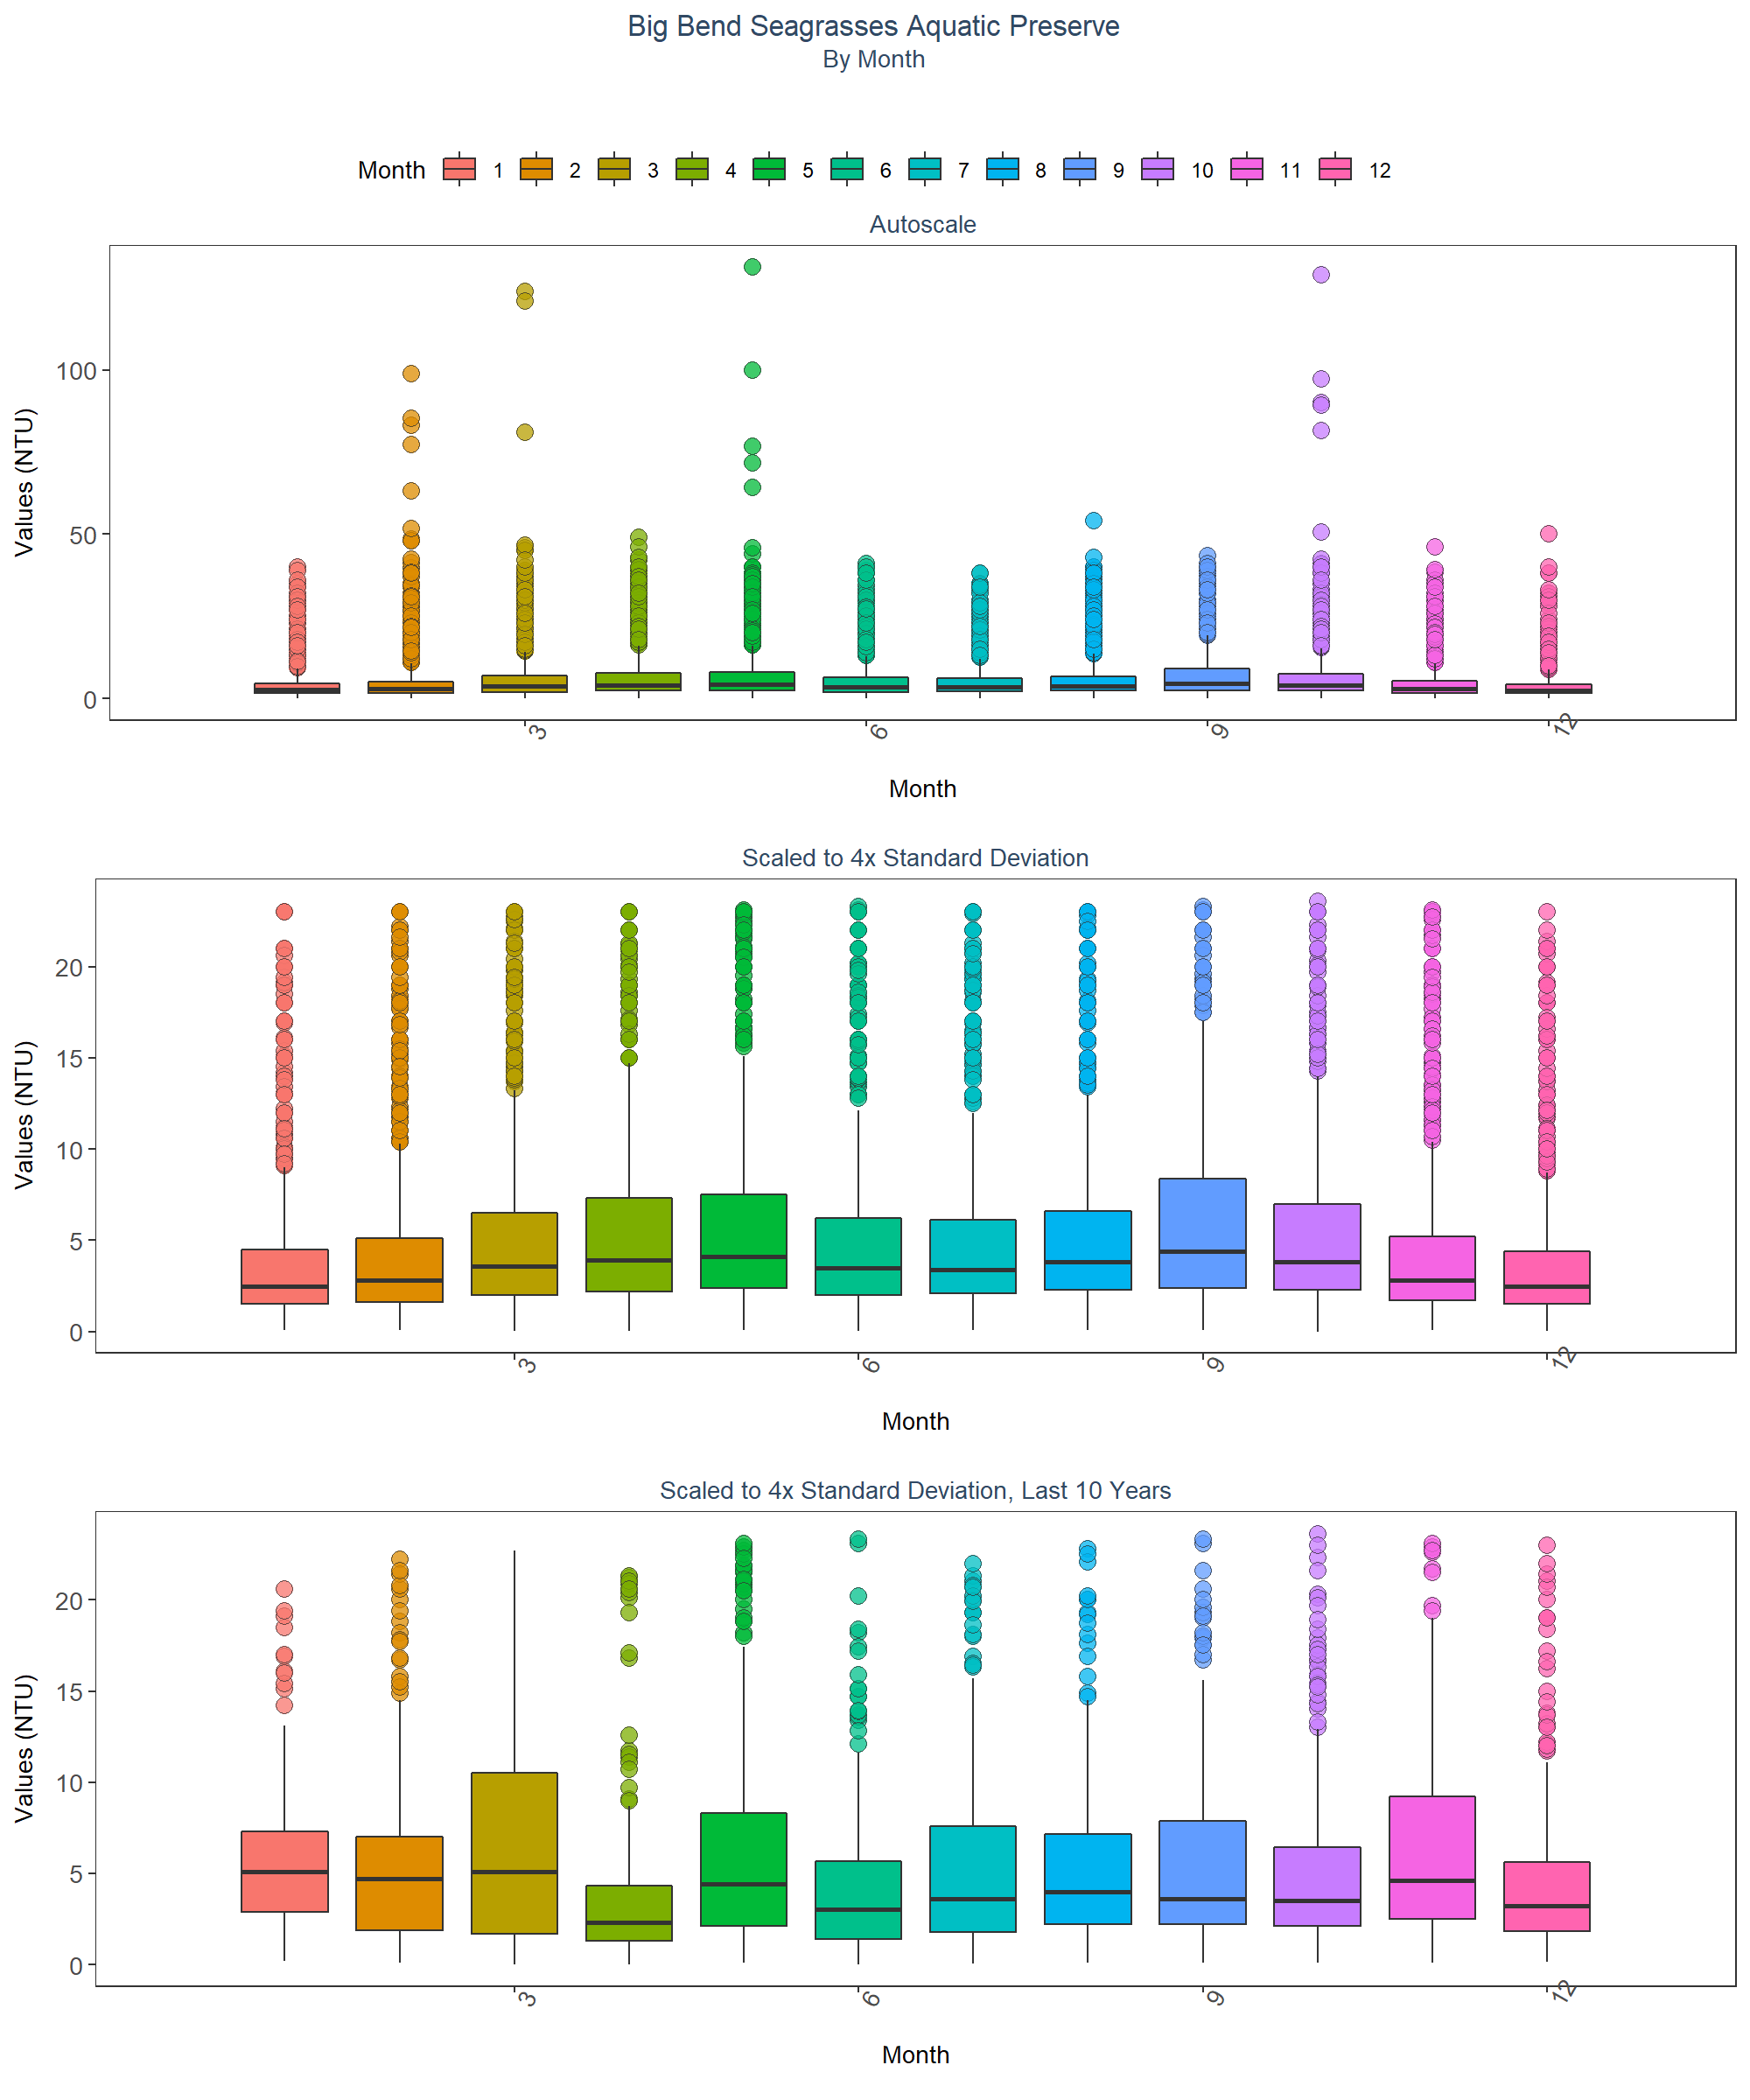 Big Bend Seagrasses Aquatic Preserve
By Month
Month 1 2 3 4 5 6 7 8 9 10 11 12
Autoscale
Values (NTU)
100
50
0
3 6 9 12
Month
Scaled to 4x Standard Deviation
Values (NTU)
20
15
10
5
0
3 6 9 12
Month
Scaled to 4x Standard Deviation, Last 10 Years
Values (NTU)
20
15
10
5
0
3 6 9 12
Month